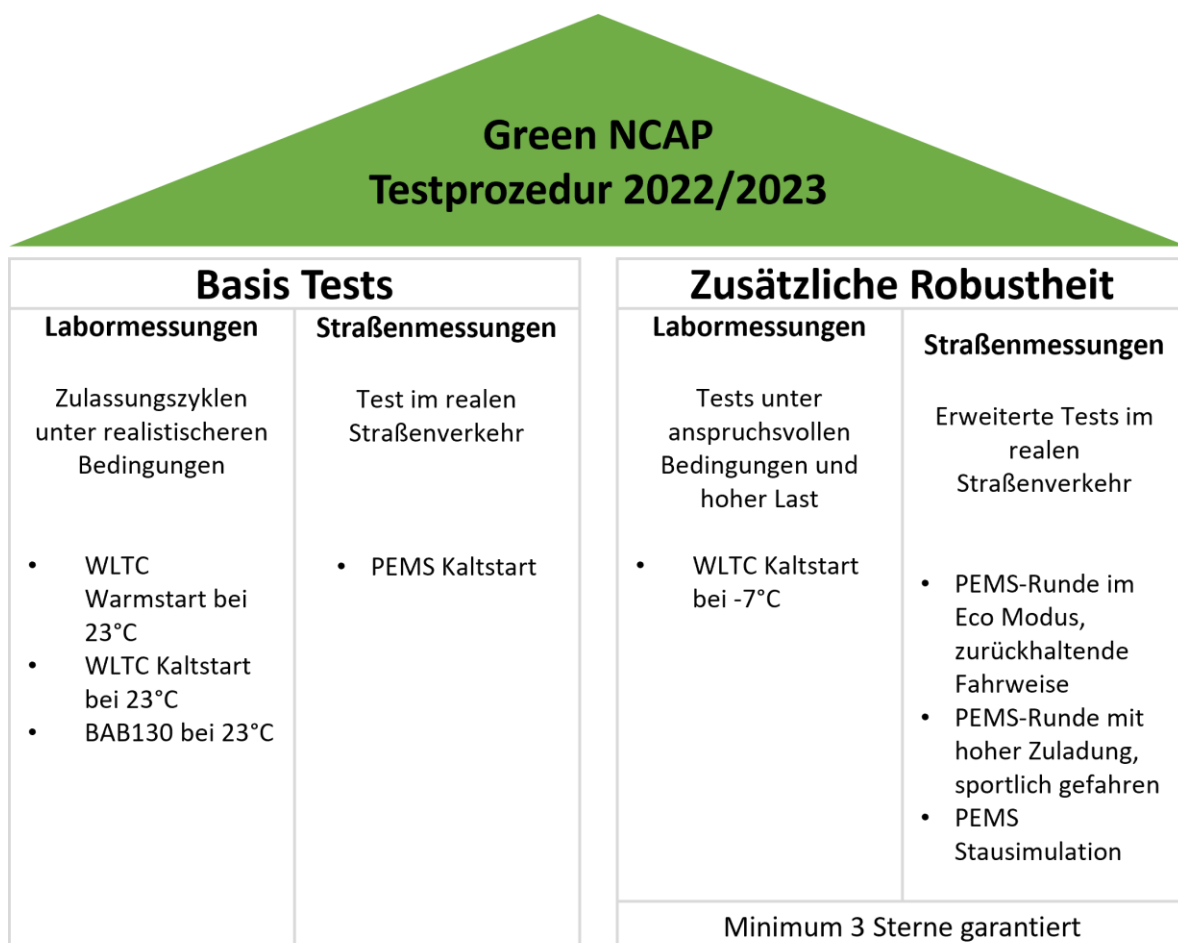 Green NCAP
Testprozedur 2022/2023
Basis Tests
Labormessungen
Zulassungszyklen
unter realistischeren
Bedingungen
• WLTC
Warmstart bei
23°C
• WLTC Kaltstart
bei 23°C
• BAB130 bei 23°C
Straßenmessungen
Test im realen
Straßenverkehr
• PEMS Kaltstart
Zusätzliche Robustheit
Labormessungen
Tests unter
anspruchsvollen
Bedingungen und
hoher Last
• WLTC Kaltstart
bei -7°C
Straßenmessungen
Erweiterte Tests im
realen
Straßenverkehr
• PEMS-Runde im
Eco Modus,
zurückhaltende
Fahrweise
• PEMS-Runde mit
hoher Zuladung,
sportlich gefahren
• PEMS
Stausimulation
Minimum 3 Sterne garantiert